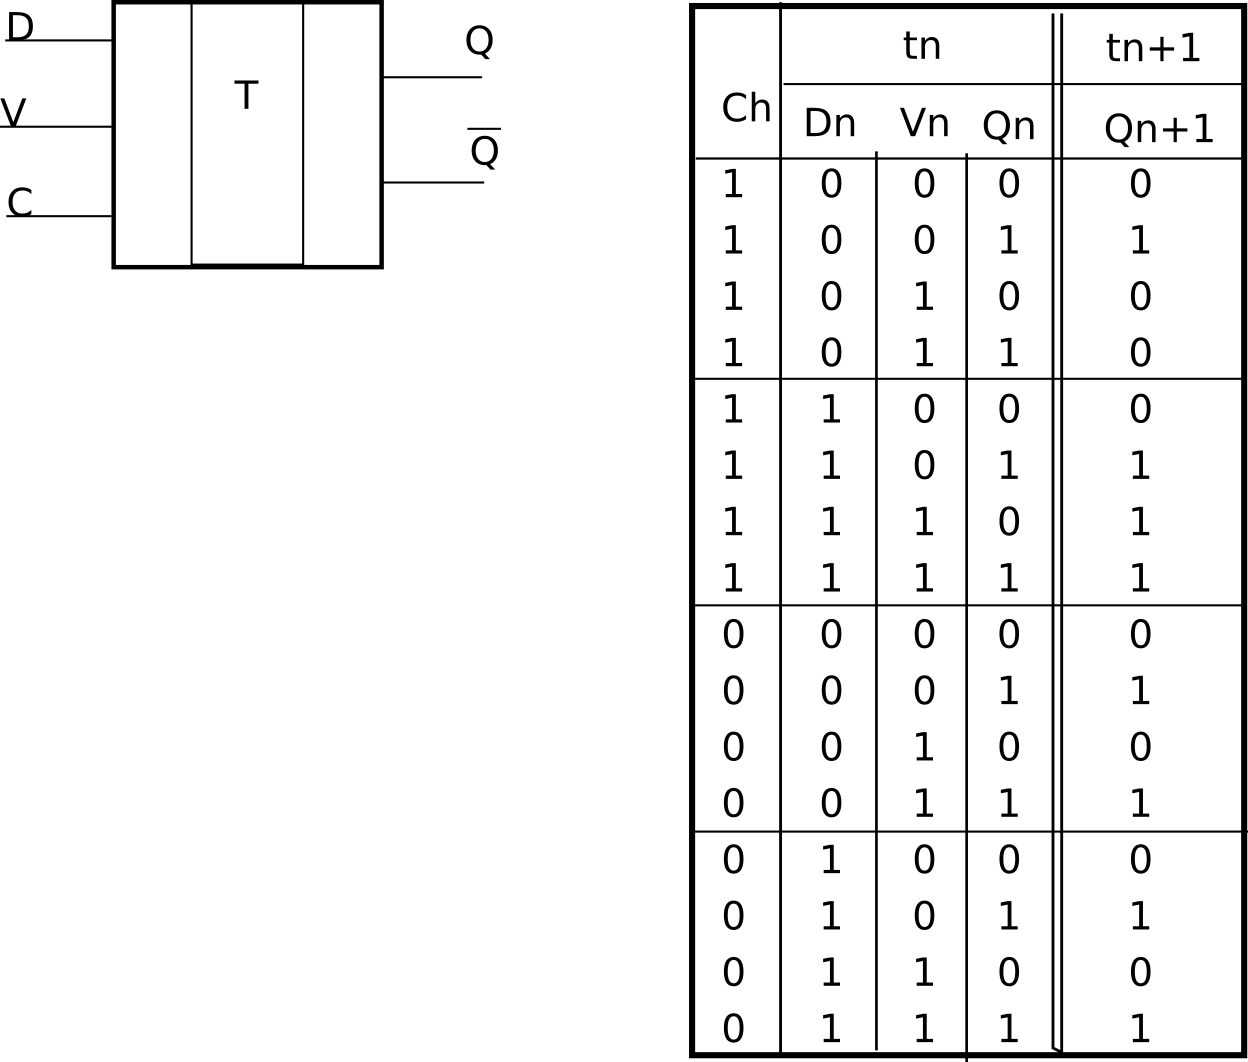 D
V
C
T
Q
Q
tn tn+1
Ch Dn Vn Qn Qn+1
1 0 0 0 0
1 0 0 1 1
1 0 1 0 0
1 0 1 1 0
1 1 0 0 0
1 1 0 1 1
1 1 1 0 1
1 1 1 1 1
0 0 0 0 0
0 0 0 1 1
0 0 1 0 0
0 0 1 1 1
0 1 0 0 0
0 1 0 1 1
0 1 1 0 0
0 1 1 1 1